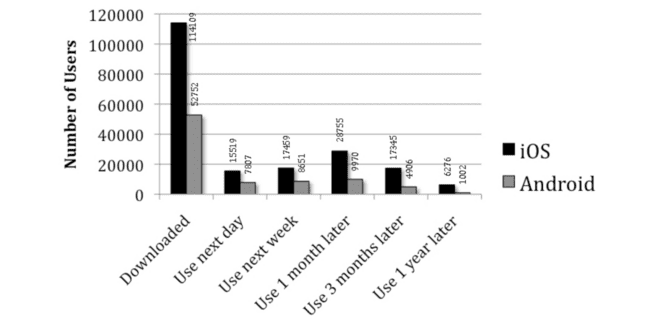 120000
100000
80000
60000
40000
20000
0
Number of Users
114109
52752
15519
7807
17459
8651
28755
9970
17345
4906
6276
1002
Downloaded
Use next day
Use next week
Use 1 month later
Use 3 months later
Use 1 year later
iOS
Android